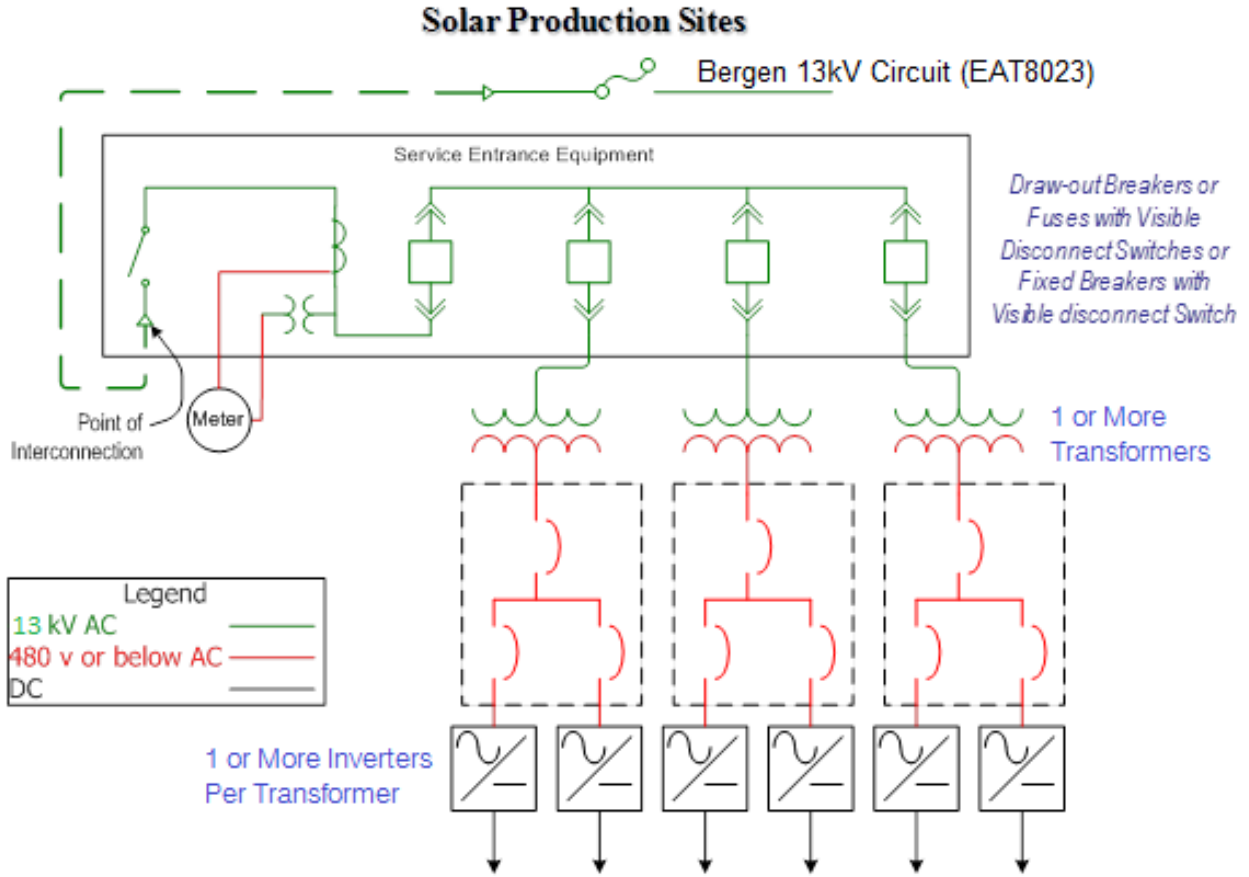 Solar Production Sites
Bergen 13kV Circuit (EAT8023)
Service Entrance Equipment
Draw-out Breakers or
Fuses with Visible
Disconnect Switches or
Fixed Breakers with
Visible disconnect Switch
Meter
Point of
Interconnection
1 or More
Transformers
Legend
13 kV AC
480 v or below AC
DC
1 or More Inverters
Per Transformer